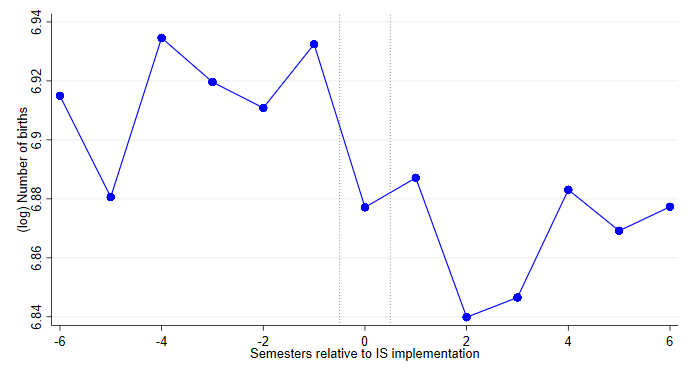 (log) Number of births
6.94
6.92
6.9
6.88
6.86
6.84
-6 -4 -2 0 2 4 6
Semesters relative to IS implementation